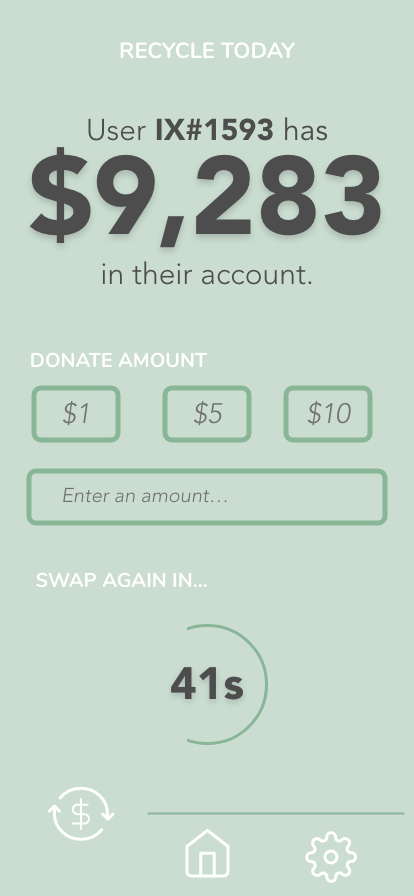 RECYCLE TODAY
User IX#1593 has
$9,283
in their account.
DONATE AMOUNT
$1 $5 $10
Enter an amount...
SWAP AGAIN IN...
41s
$